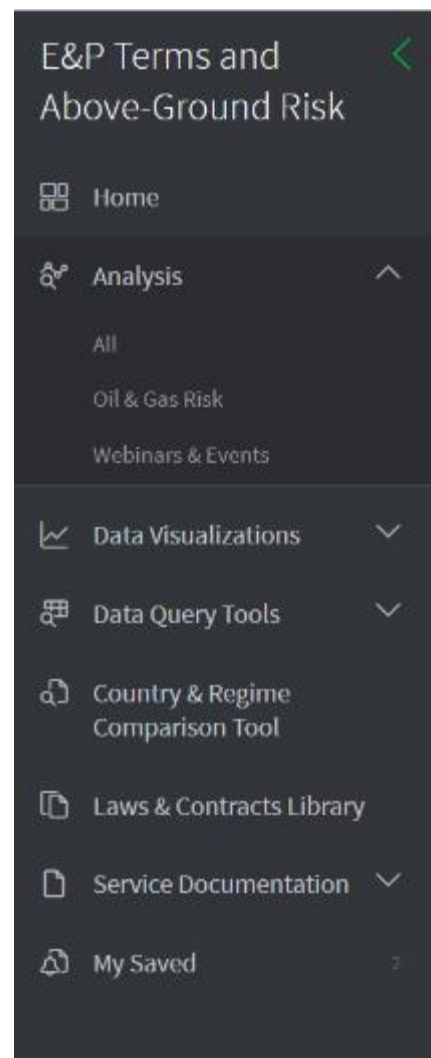 E&P Terms and
Above-Ground Risk
Home
Analysis
All
Oil & Gas Risk
Webinars & Events
Data Visualizations
Data Query Tools
Country & Regime
Comparison Tool
Laws & Contracts Library
Service Documentation
My Saved 2